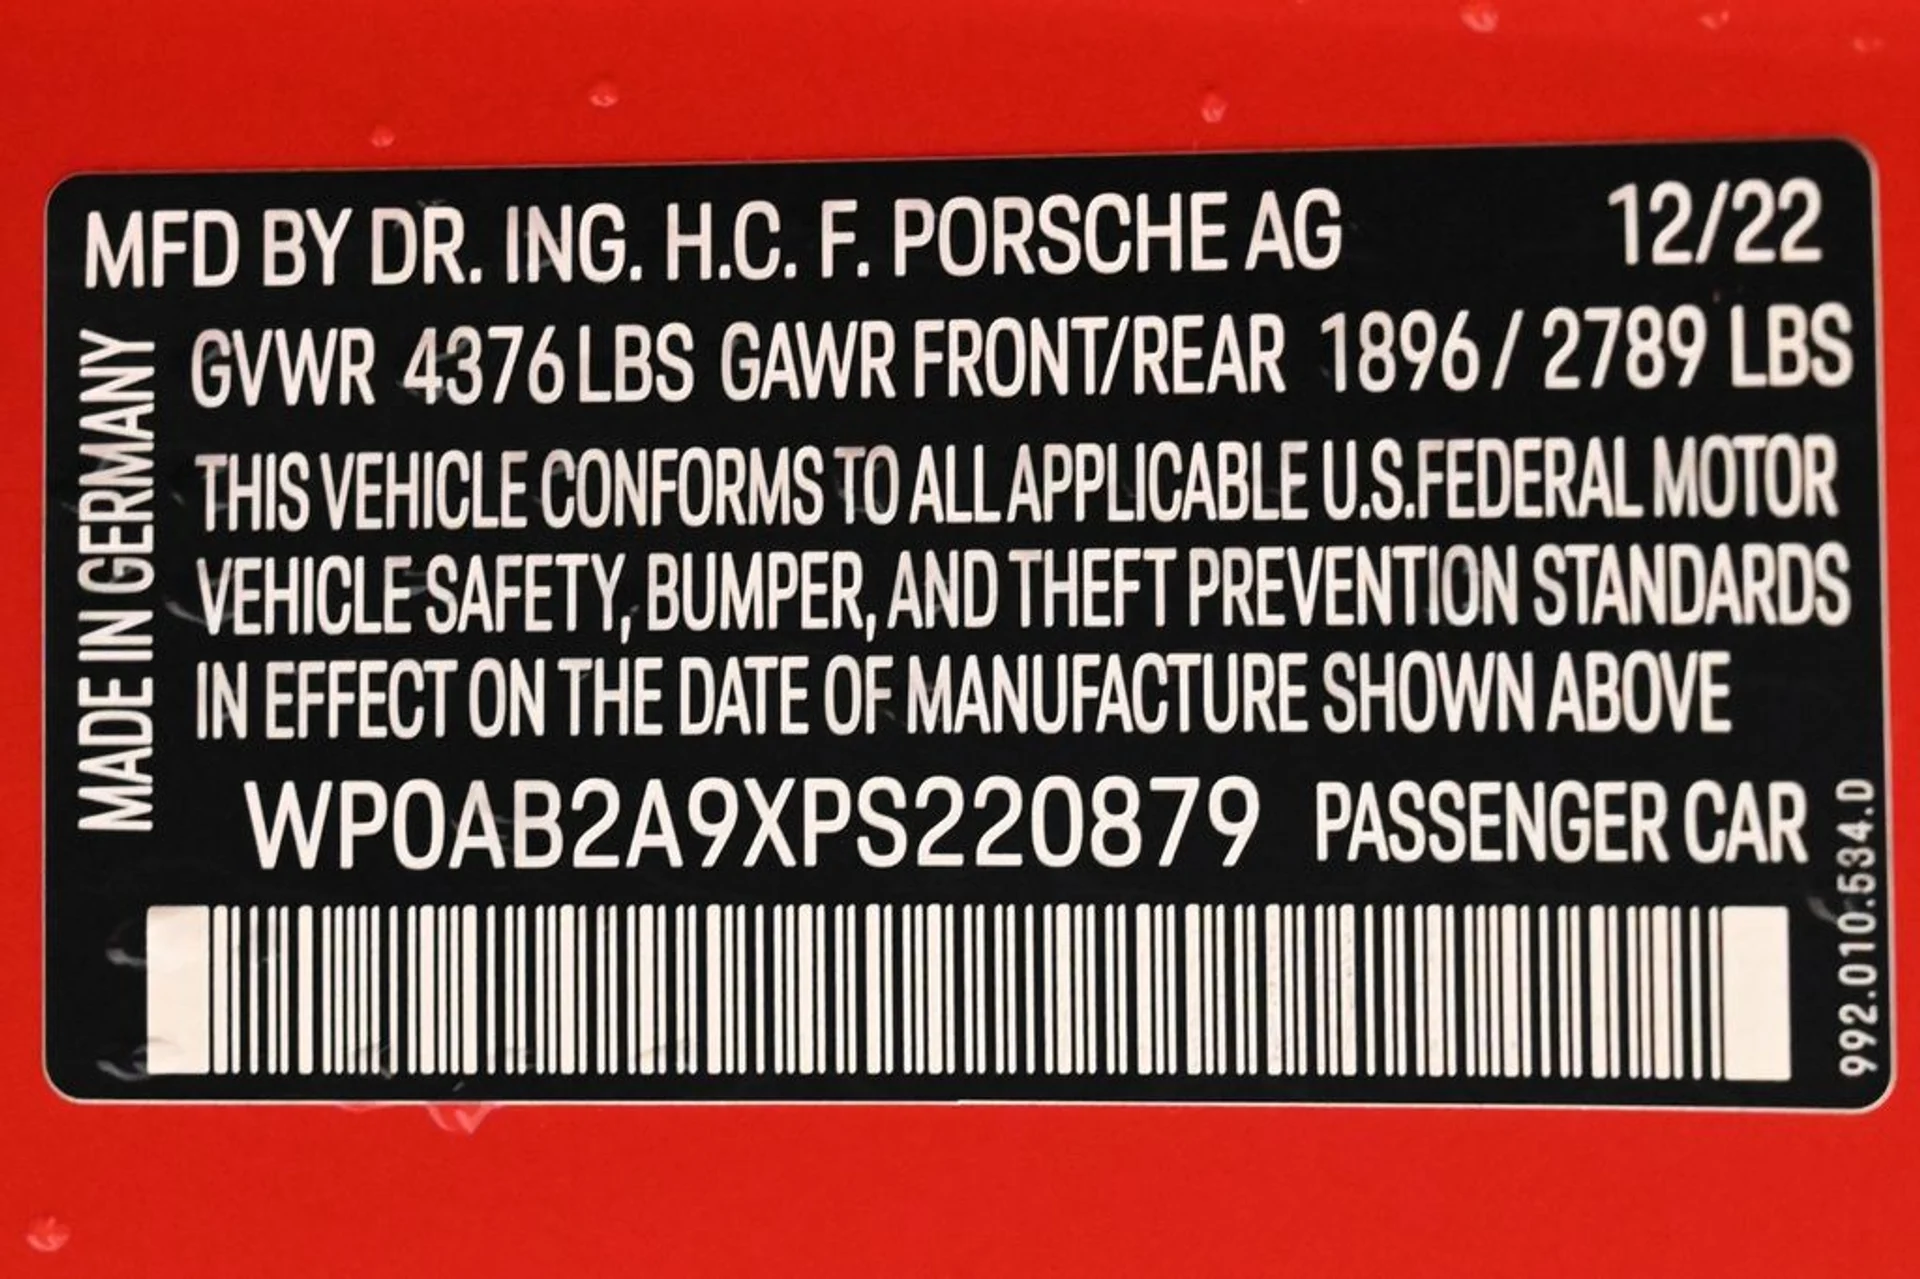 MFD BY DR. ING. H.C. F. PORSCHE AG 12/22
GVWR 4376 LBS GAWR FRONT/REAR 1896 / 2789 LBS
THIS VEHICLE CONFORMS TO ALL APPLICABLE U.S.FEDERAL MOTOR
VEHICLE SAFETY, BUMPER, AND THEFT PREVENTION STANDARDS
IN EFFECT ON THE DATE OF MANUFACTURE SHOWN ABOVE
WP0AB2A9XPS220879 PASSENGER CAR
MADE IN GERMANY
992.010.534.D